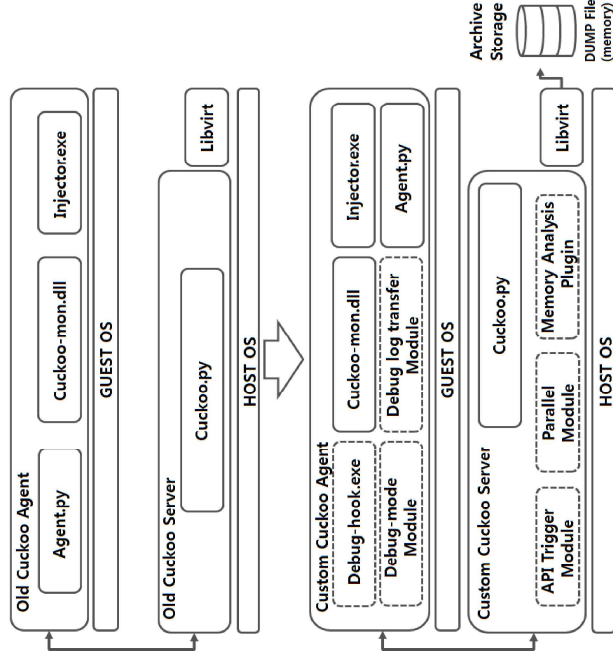 Old Cuckoo Agent
Agent.py
Cuckoo-mon.dll
Injector.exe
GUEST OS
Old Cuckoo Server
Cuckoo.py
Libvirt
HOST OS
Custom Cuckoo Agent
Debug-hook.exe
Cuckoo-mon.dll
Injector.exe
Debug-mode
Module
Debug log transfer
Module
Agent.py
GUEST OS
Custom Cuckoo Server
Cuckoo.py
API Trigger
Module
Parallel
Module
Memory Analysis
Plugin
Libvirt
HOST OS
Archive
Storage
DUMP File
(memory)